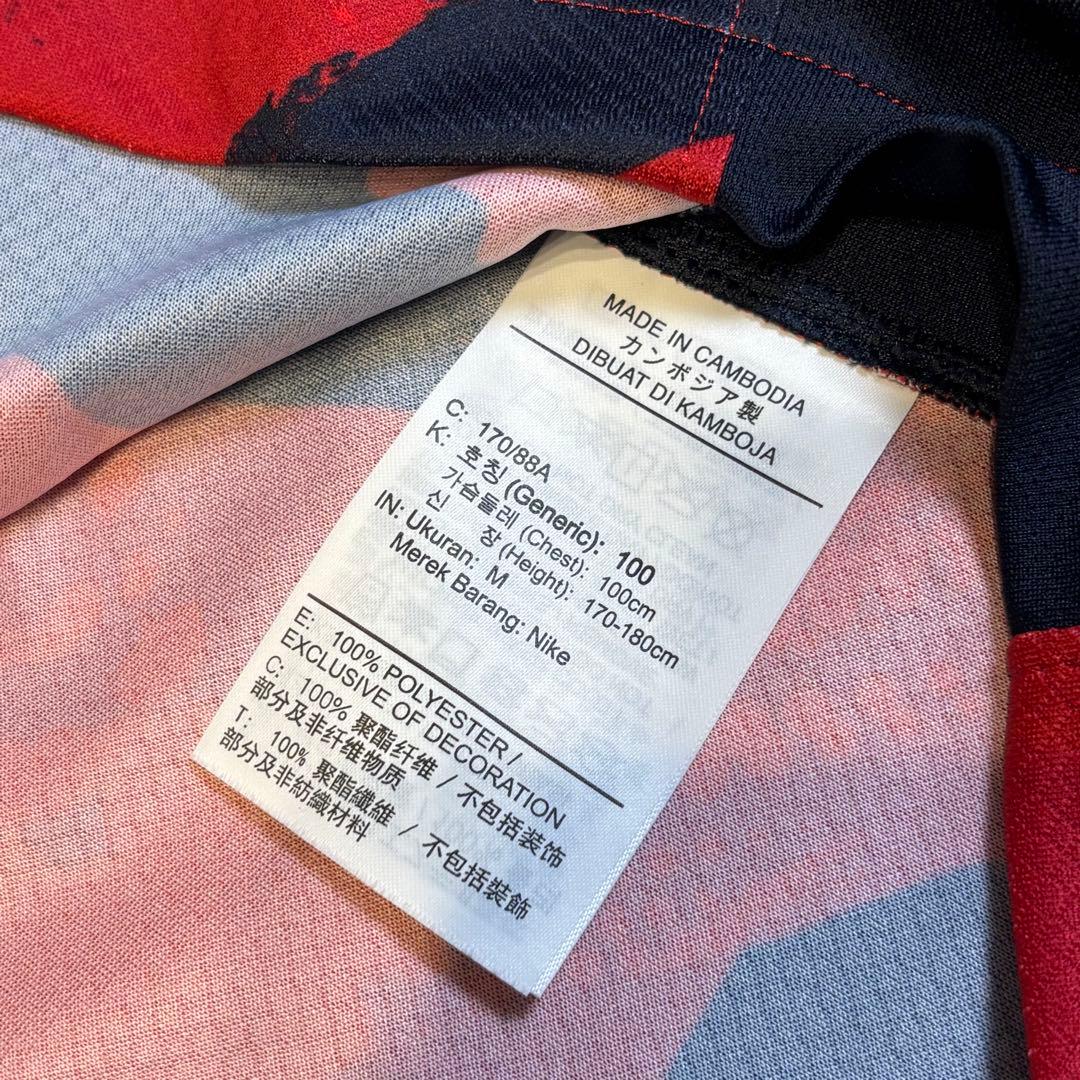 MADE IN CAMBODIA
カンボジア製
DIBUAT DI KAMBOJA
C: 170/88A
K: 호칭 (Generic): 100
가슴둘레 (Chest): 100cm
신 장 (Height): 170-180cm
IN: Ukuran: M
Merek Barang: Nike
E: 100% POLYESTER /
EXCLUSIVE OF DECORATION
C: 100% 聚酯纤维 / 不包括装饰
部分及非纤维物质
T: 100% 聚酯纖維 / 不包括裝飾
部分及非紡織材料